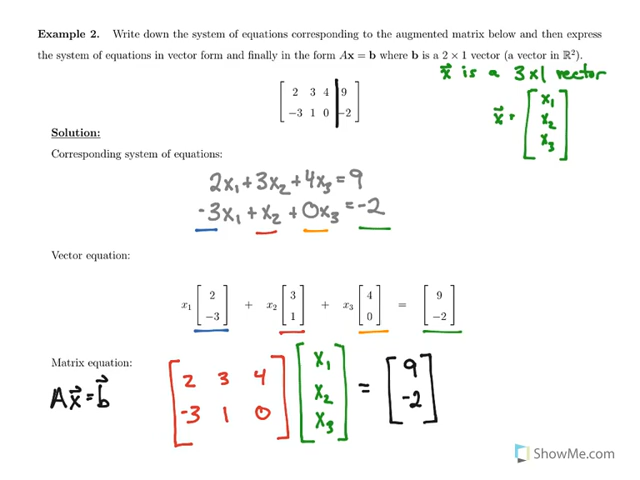 Example 2. Write down the system of equations corresponding to the augmented matrix below and then express
the system of equations in vector form and finally in the form Ax = b where b is a 2 × 1 vector (a vector in ℝ²).
x⃗ is a 3x1 vector
[ 2 3 4 | 9 ]
[ −3 1 0 | −2 ]
x⃗ = [ x₁
x₂
x₃ ]
Solution:
Corresponding system of equations:
2x₁+3x₂+4x₃=9
-3x₁+x₂+0x₃=-2
Vector equation:
x₁ [ 2 −3 ] + x₂ [ 3 1 ] + x₃ [ 4 0 ] = [ 9 −2 ]
Matrix equation:
Ax⃗=b⃗
[ 2 3 4 ] [ x₁ ] = [ 9 ]
[ -3 1 0 ] [ x₂ ] [ -2 ]
[ x₃ ]
ShowMe.com